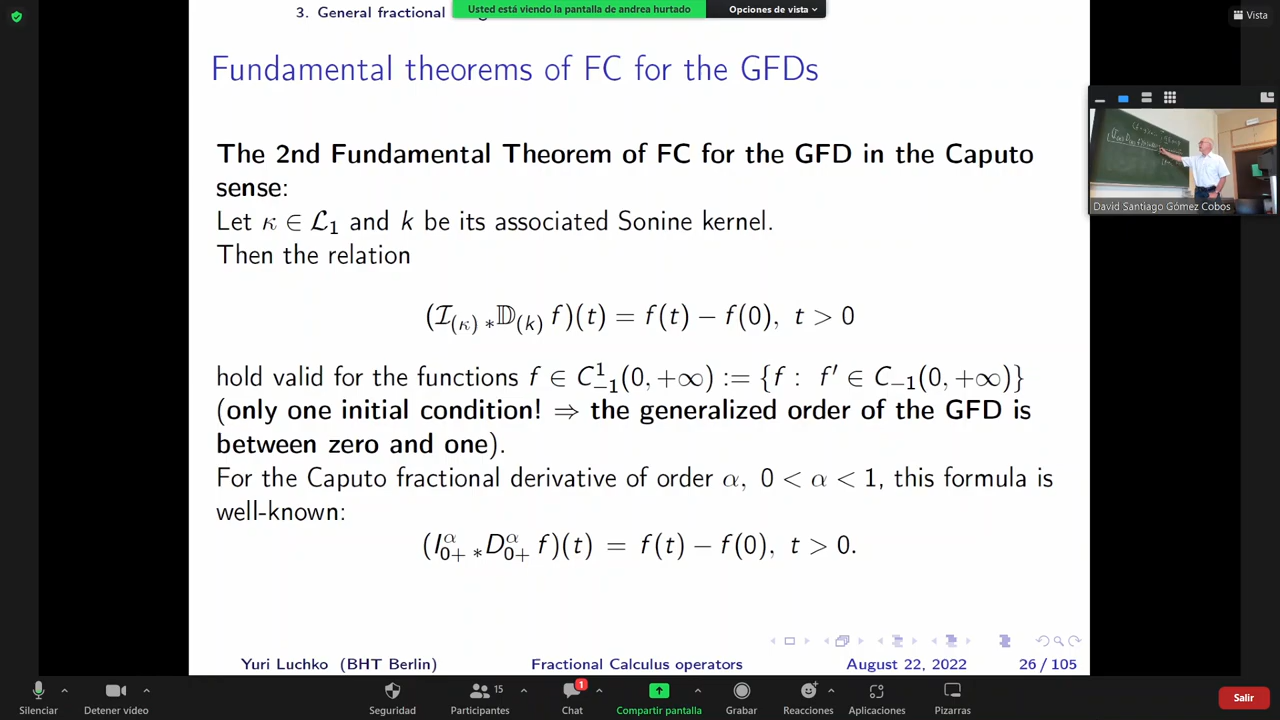 3. General fractional
Usted está viendo la pantalla de andrea hurtado
Opciones de vista
Vista
Fundamental theorems of FC for the GFDs
The 2nd Fundamental Theorem of FC for the GFD in the Caputo
sense:
Let κ ∈ ℒ₁ and k be its associated Sonine kernel.
Then the relation
(ℐ_(κ) *𝔻_(k) f)(t) = f(t) − f(0), t > 0
hold valid for the functions f ∈ C¹₋₁(0, +∞) := {f : f′ ∈ C₋₁(0, +∞)}
(only one initial condition! ⇒ the generalized order of the GFD is
between zero and one).
For the Caputo fractional derivative of order α, 0 < α < 1, this formula is
well-known:
(I^α_0+ *D^α_0+ f)(t) = f(t) − f(0), t > 0.
David Santiago Gómez Cobos
Yuri Luchko (BHT Berlin) Fractional Calculus operators August 22, 2022 26 / 105
15 1
Silenciar Detener vídeo Seguridad Participantes Chat Compartir pantalla Grabar Reacciones Aplicaciones Pizarras Salir